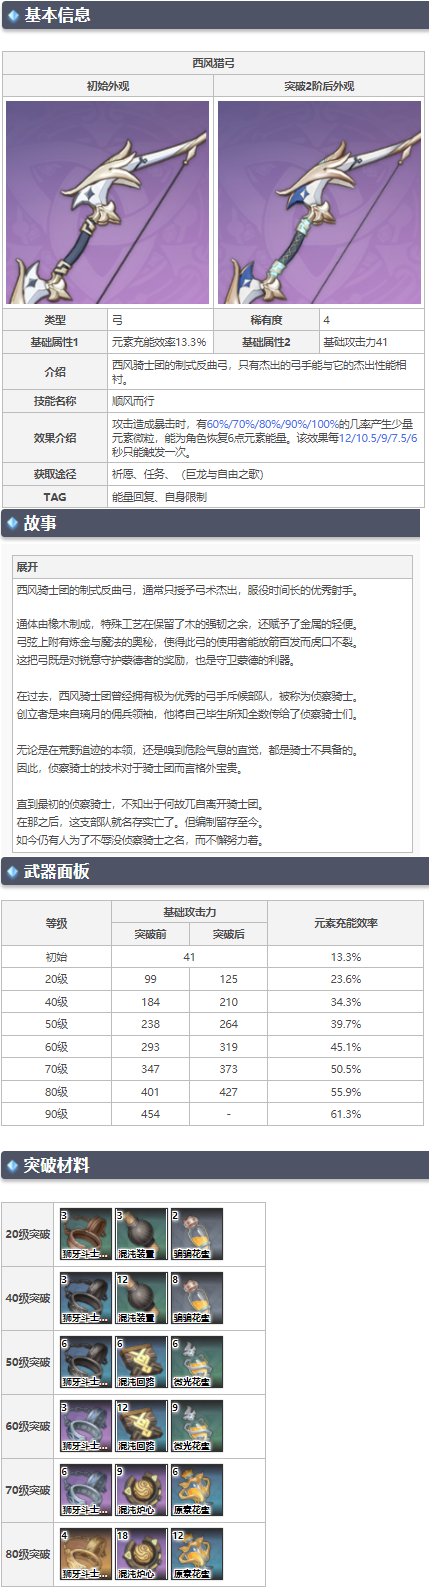 基本信息
西风猎弓
初始外观 突破2阶后外观
类型 弓 稀有度 4
基础属性1 元素充能效率13.3% 基础属性2 基础攻击力41
介绍 西风骑士团的制式反曲弓，只有杰出的弓手能与它的杰出性能相
衬。
技能名称 顺风而行
效果介绍 攻击造成暴击时，有60%/70%/80%/90%/100%的几率产生少量
元素微粒，能为角色恢复6点元素能量。该效果每12/10.5/9/7.5/6
秒只能触发一次。
获取途径 祈愿、任务、（巨龙与自由之歌）
TAG 能量回复、自身限制
故事
展开
西风骑士团的制式反曲弓，通常只授予弓术杰出，服役时间长的优秀射手。
通体由橡木制成，特殊工艺在保留了木的强韧之余，还赋予了金属的轻便。
弓弦上附有炼金与魔法的奥秘，使得此弓的使用者能放箭百发而虎口不裂。
这把弓既是对锐意守护蒙德者的奖励，也是守卫蒙德的利器。
在过去，西风骑士团曾经拥有极为优秀的弓手斥候部队，被称为侦察骑士。
创立者是来自璃月的佣兵领袖，他将自己毕生所知全数传给了侦察骑士们。
无论是在荒野追迹的本领，还是嗅到危险气息的直觉，都是骑士不具备的。
因此，侦察骑士的技术对于骑士团而言格外宝贵。
直到最初的侦察骑士，不知出于何故兀自离开骑士团。
在那之后，这支部队就名存实亡了。但编制留存至今。
如今仍有人为了不辱没侦察骑士之名，而不懈努力着。
武器面板
等级 基础攻击力 元素充能效率
突破前 突破后
初始 41 13.3%
20级 99 125 23.6%
40级 184 210 34.3%
50级 238 264 39.7%
60级 293 319 45.1%
70级 347 373 50.5%
80级 401 427 55.9%
90级 454 - 61.3%
突破材料
3 3 2
20级突破
狮牙斗士... 混沌装置 骗骗花蜜
3 12 8
40级突破
狮牙斗士... 混沌装置 骗骗花蜜
6 6 6
50级突破
狮牙斗士... 混沌回路 微光花蜜
3 12 9
60级突破
狮牙斗士... 混沌回路 微光花蜜
6 9 6
70级突破
狮牙斗士... 混沌炉心 原素花蜜
4 18 12
80级突破
狮牙斗士... 混沌炉心 原素花蜜